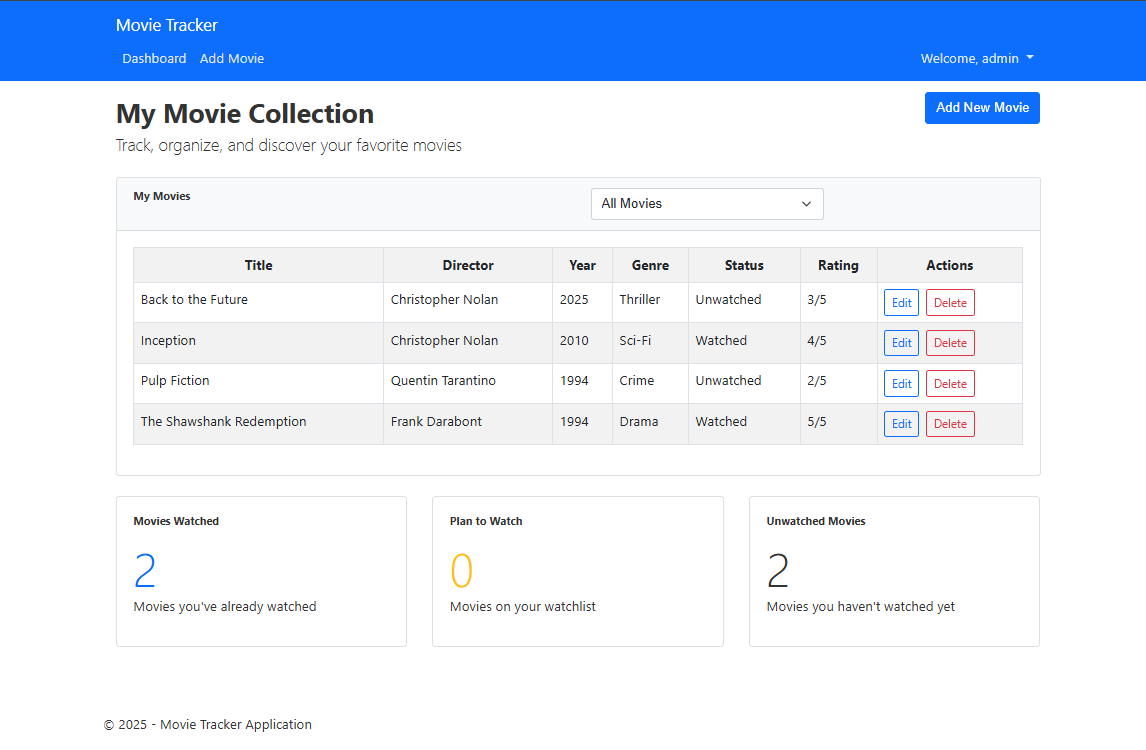 Movie Tracker
Dashboard Add Movie Welcome, admin
My Movie Collection
Add New Movie
Track, organize, and discover your favorite movies
My Movies
All Movies
Title Director Year Genre Status Rating Actions
Back to the Future Christopher Nolan 2025 Thriller Unwatched 3/5 Edit Delete
Inception Christopher Nolan 2010 Sci-Fi Watched 4/5 Edit Delete
Pulp Fiction Quentin Tarantino 1994 Crime Unwatched 2/5 Edit Delete
The Shawshank Redemption Frank Darabont 1994 Drama Watched 5/5 Edit Delete
Movies Watched
2
Movies you've already watched
Plan to Watch
0
Movies on your watchlist
Unwatched Movies
2
Movies you haven't watched yet
© 2025 - Movie Tracker Application